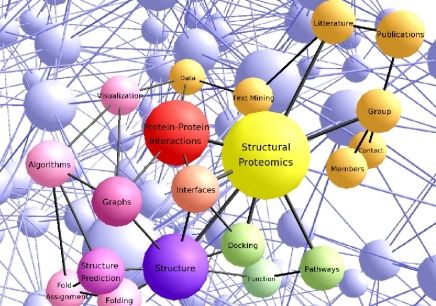 Litterature
Publications
Data
Visualization
Text Mining
Group
Protein-Protein
Interactions
Structural
Proteomics
Contact
Members
Algorithms
Interfaces
Graphs
Docking
Structure
Prediction
Structure
Function
Pathways
Fold
Assignment
Folding